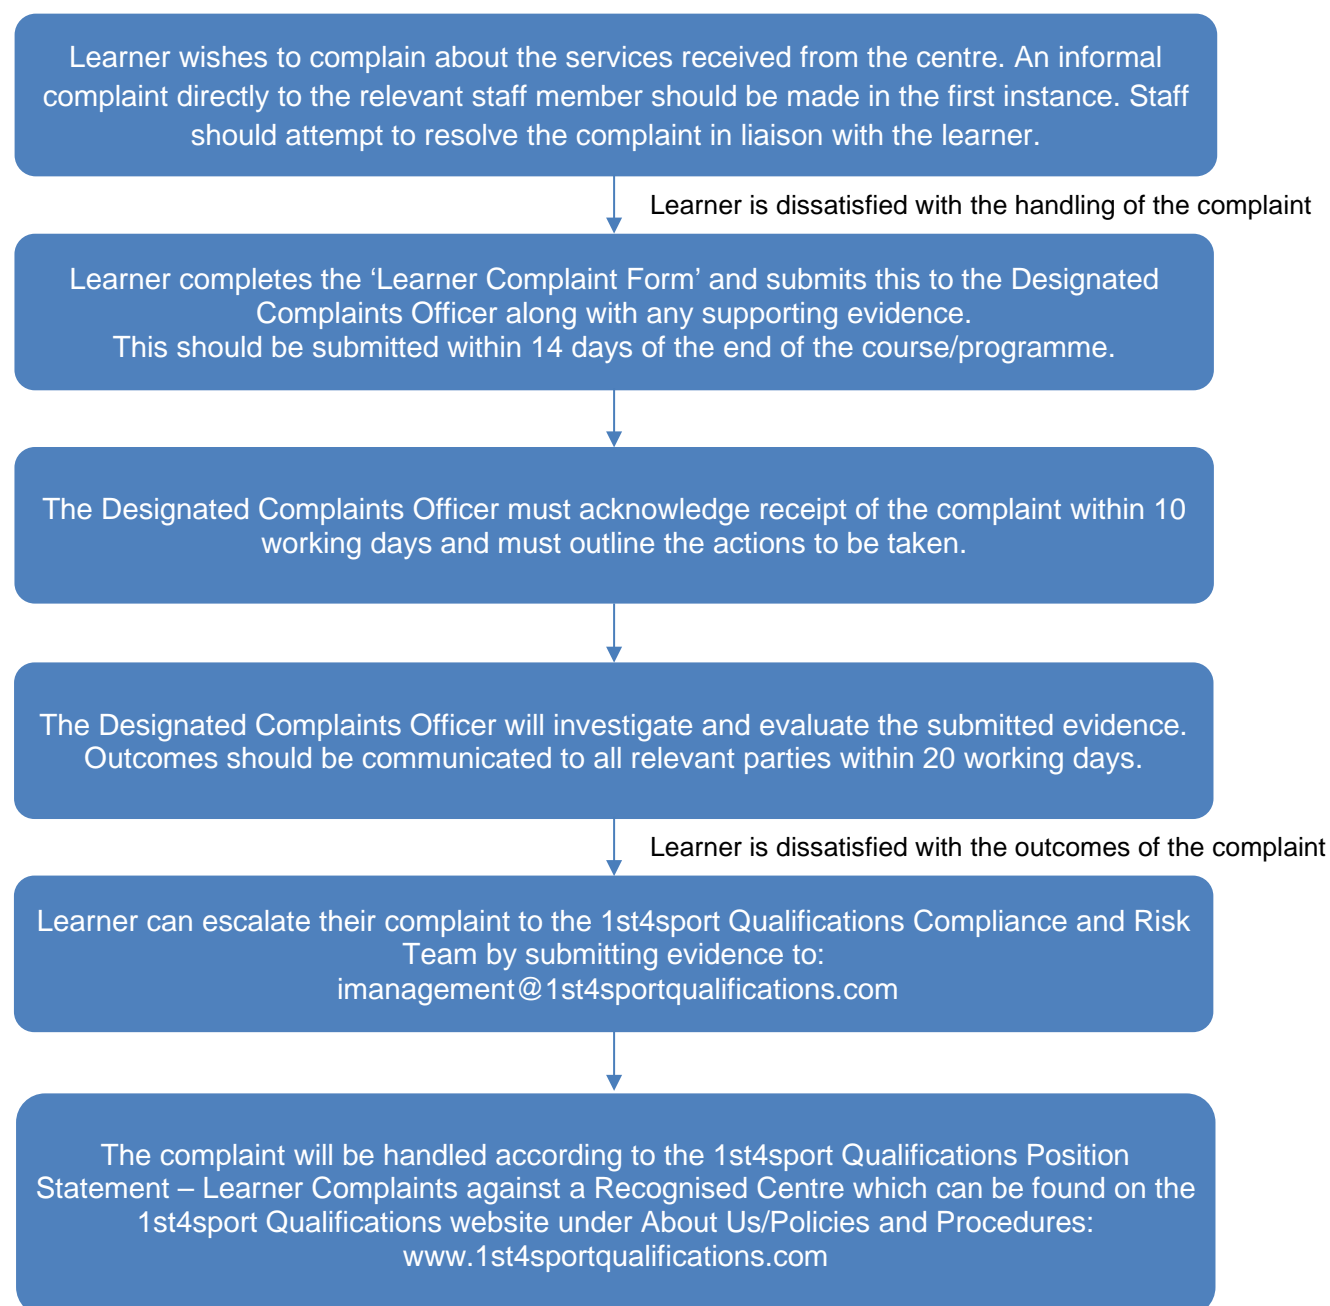 Learner wishes to complain about the services received from the centre. An informal
complaint directly to the relevant staff member should be made in the first instance. Staff
should attempt to resolve the complaint in liaison with the learner.
Learner is dissatisfied with the handling of the complaint
Learner completes the ‘Learner Complaint Form’ and submits this to the Designated
Complaints Officer along with any supporting evidence.
This should be submitted within 14 days of the end of the course/programme.
The Designated Complaints Officer must acknowledge receipt of the complaint within 10
working days and must outline the actions to be taken.
The Designated Complaints Officer will investigate and evaluate the submitted evidence.
Outcomes should be communicated to all relevant parties within 20 working days.
Learner is dissatisfied with the outcomes of the complaint
Learner can escalate their complaint to the 1st4sport Qualifications Compliance and Risk
Team by submitting evidence to:
imanagement@1st4sportqualifications.com
The complaint will be handled according to the 1st4sport Qualifications Position
Statement – Learner Complaints against a Recognised Centre which can be found on the
1st4sport Qualifications website under About Us/Policies and Procedures:
www.1st4sportqualifications.com